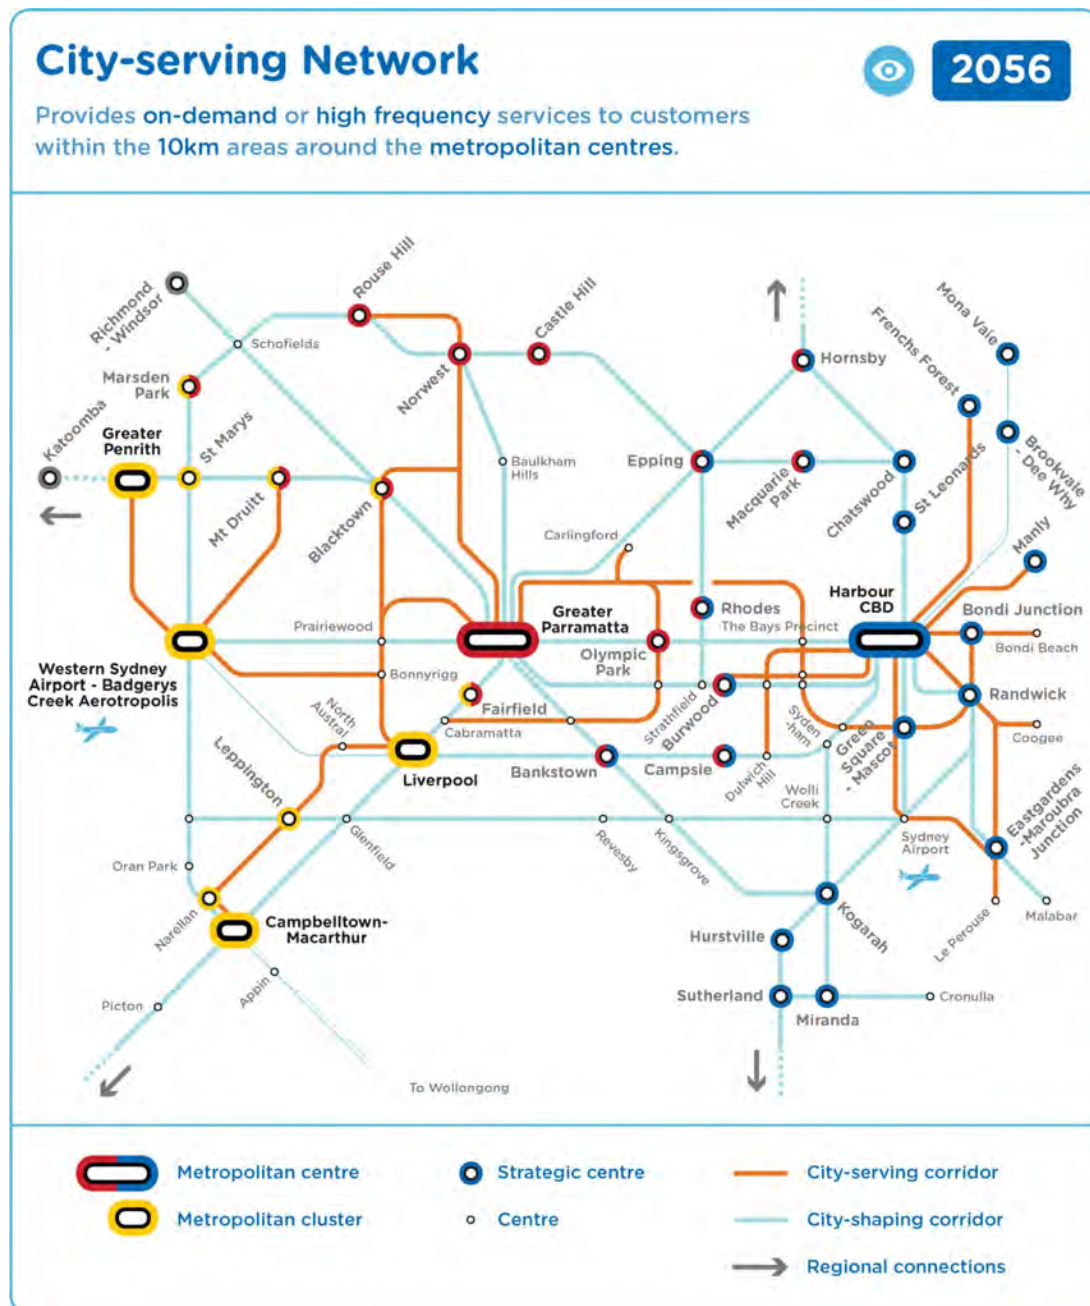 City-serving Network
2056
Provides on-demand or high frequency services to customers
within the 10km areas around the metropolitan centres.
Richmond
- Windsor
Rouse Hill
Schofields
Castle Hill
Norwest
Hornsby
Mona Vale
Frenchs Forest
Marsden
Park
Katoomba
Greater
Penrith
St Marys
Mt Druitt
Blacktown
Baulkham
Hills
Epping
Macquarie
Park
Chatswood
St Leonards
Brookvale
- Dee Why
Manly
Carlingford
Harbour
CBD
Bondi Junction
Bondi Beach
Greater
Parramatta
Rhodes
The Bays Precinct
Olympic
Park
Prairiewood
Bonnyrigg
Western Sydney
Airport - Badgerys
Creek Aerotropolis
North
Austral
Fairfield
Cabramatta
Strathfield
Burwood
Syden
-ham
Green
Square
- Mascot
Randwick
Coogee
Liverpool
Leppington
Bankstown
Campsie
Dulwich
Hill
Wolli
Creek
Eastgardens
-Maroubra
Junction
Glenfield
Revesby
Kingsgrove
Sydney
Airport
Oran Park
Narellan
Campbelltown-
Macarthur
Kogarah
Le Perouse
Malabar
Hurstville
Appin
Picton
Sutherland
Miranda
Cronulla
To Wollongong
Metropolitan centre
Strategic centre
City-serving corridor
Metropolitan cluster
Centre
City-shaping corridor
Regional connections